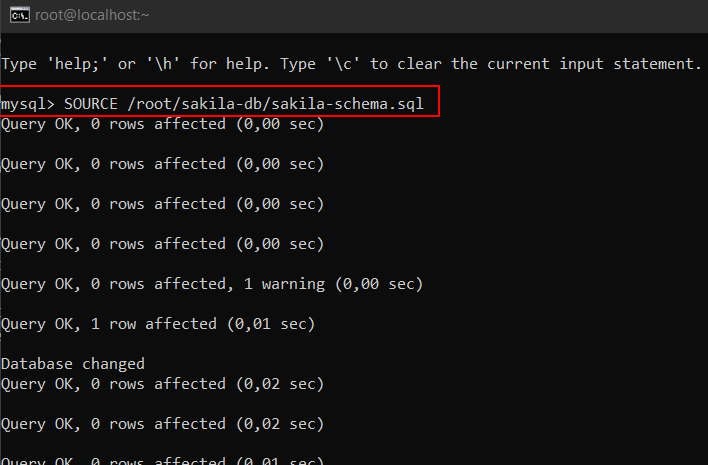 root@localhost:~
Type 'help;' or '\h' for help. Type '\c' to clear the current input statement.
mysql> SOURCE /root/sakila-db/sakila-schema.sql
Query OK, 0 rows affected (0,00 sec)
Query OK, 0 rows affected (0,00 sec)
Query OK, 0 rows affected (0,00 sec)
Query OK, 0 rows affected (0,00 sec)
Query OK, 0 rows affected, 1 warning (0,00 sec)
Query OK, 1 row affected (0,01 sec)
Database changed
Query OK, 0 rows affected (0,02 sec)
Query OK, 0 rows affected (0,02 sec)
Query OK, 0 rows affected (0,01 sec)